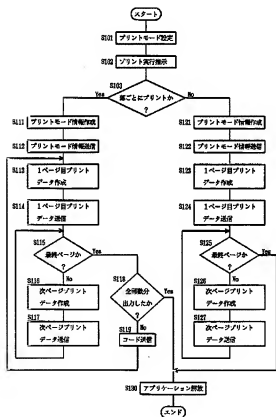 スタート
S101
プリントモード設定
S102
プリント実行指示
S103
部ごとにプリントか
?
Yes
No
S111
プリントモード情報作成
S112
プリントモード情報送信
S113
1ページ目プリント
データ作成
S114
1ページ目プリント
データ送信
S115
最終ページか
?
Yes
No
S116
次ページプリント
データ作成
S117
次ページプリント
データ送信
S118
全部数分
出力したか
?
Yes
No
S119
コード送信
S121
プリントモード情報作成
S122
プリントモード情報送信
S123
1ページ目プリント
データ作成
S124
1ページ目プリント
データ送信
S125
最終ページか
?
Yes
No
S126
次ページプリント
データ作成
S127
次ページプリント
データ送信
S130
アプリケーション解放
エンド